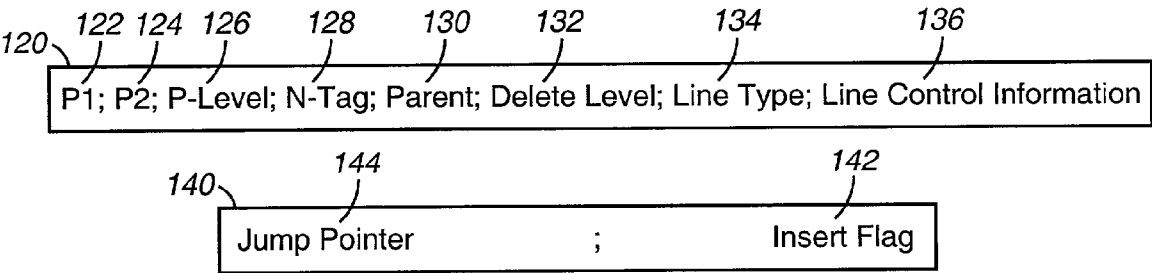 122 124 126 128 130 132 134 136
120
P1; P2; P-Level; N-Tag; Parent; Delete Level; Line Type; Line Control Information
144 142
140
Jump Pointer ; Insert Flag